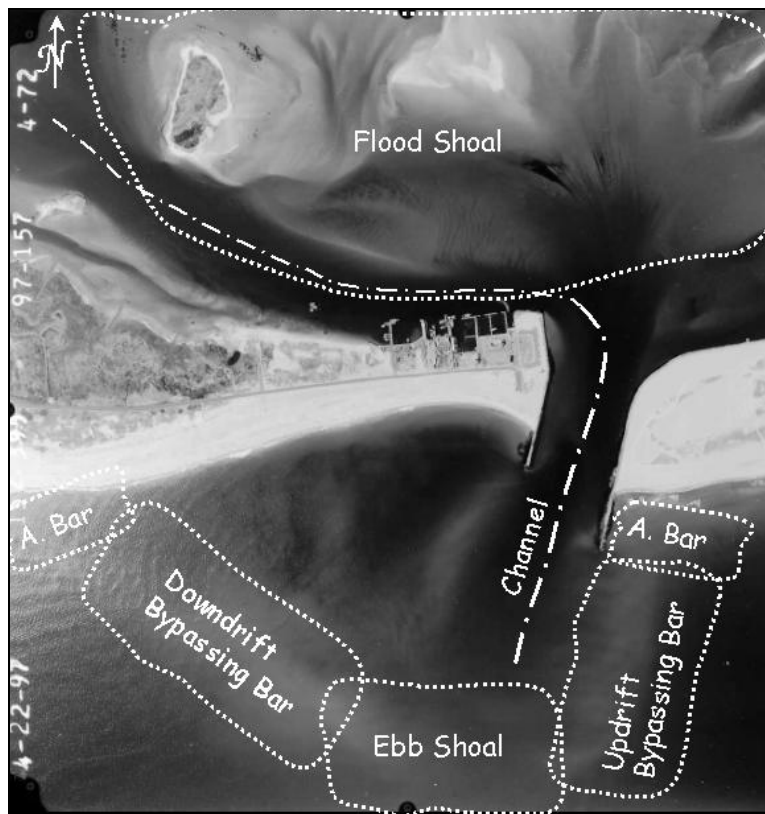 N
4-72
Flood Shoal
97-157
A. Bar
A. Bar
Channel
Downdrift
Bypassing Bar
Updrift
Bypassing Bar
Ebb Shoal
4-22-97